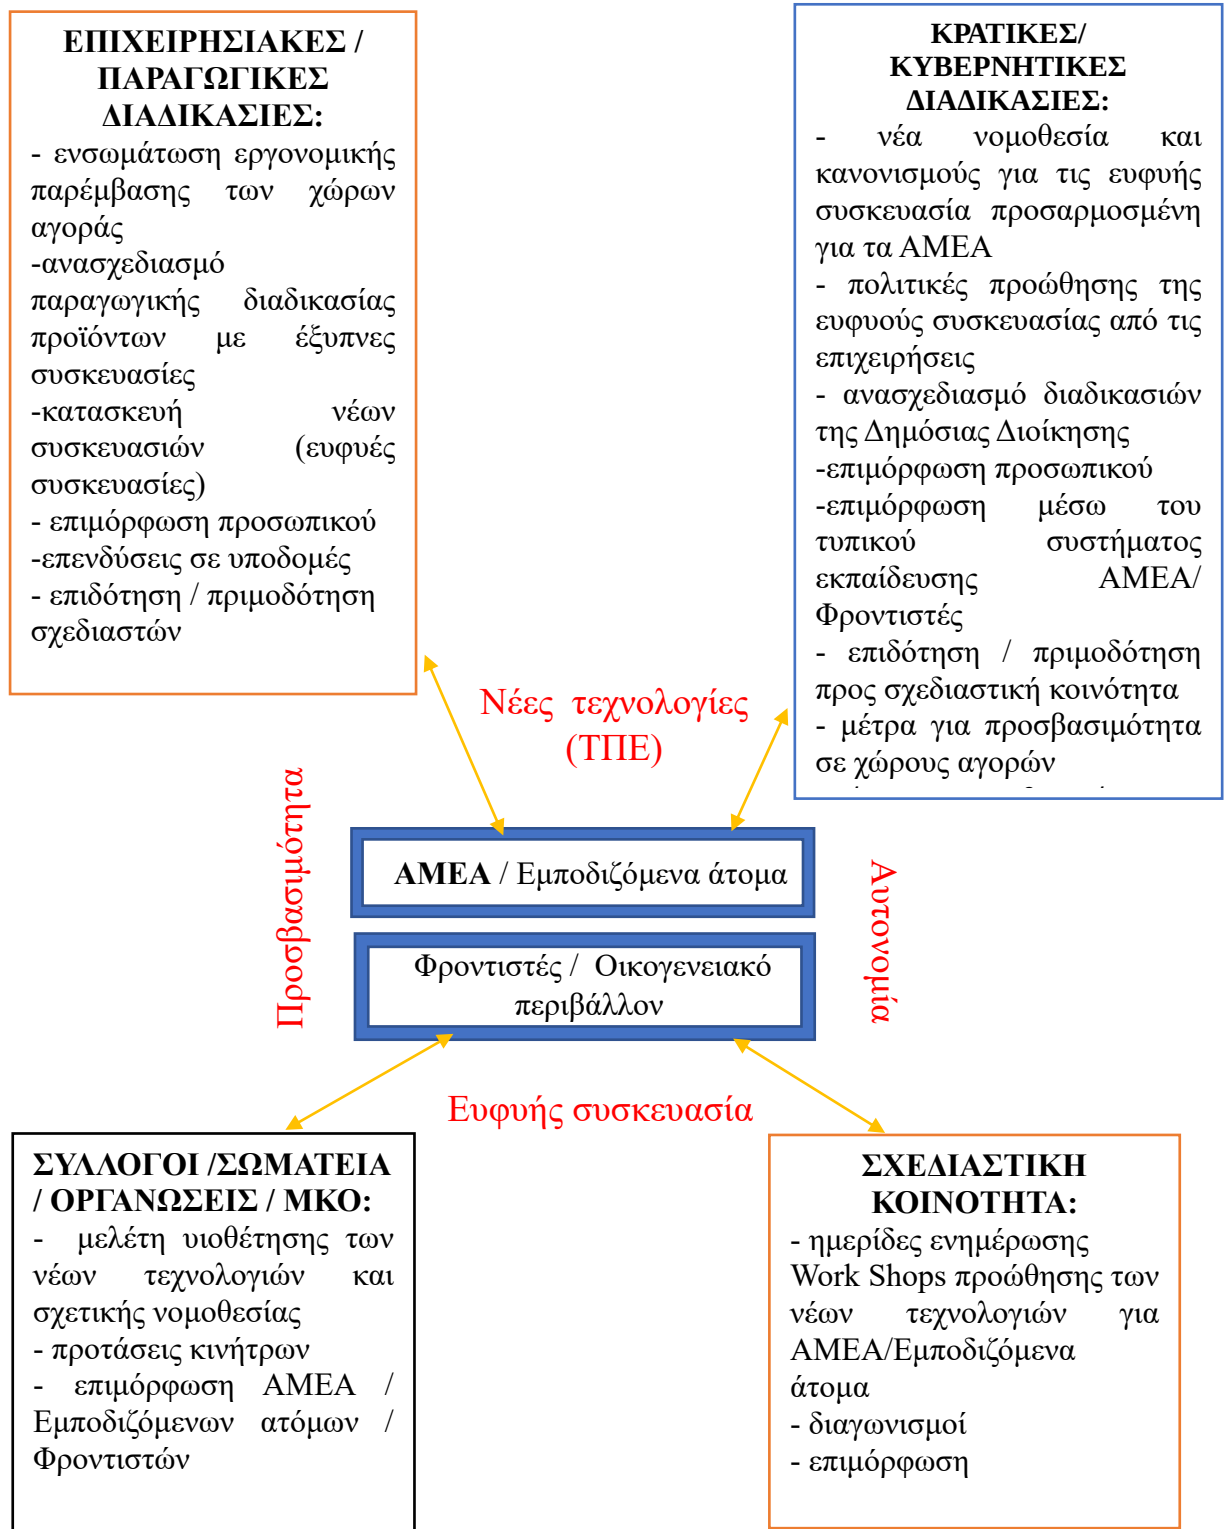 ΕΠΙΧΕΙΡΗΣΙΑΚΕΣ /
ΠΑΡΑΓΩΓΙΚΕΣ
ΔΙΑΔΙΚΑΣΙΕΣ:
- ενσωμάτωση εργονομικής
παρέμβασης των χώρων
αγοράς
-ανασχεδιασμό
παραγωγικής διαδικασίας
προϊόντων με έξυπνες
συσκευασίες
-κατασκευή νέων
συσκευασιών (ευφυές
συσκευασίες)
- επιμόρφωση προσωπικού
-επενδύσεις σε υποδομές
- επιδότηση / πριμοδότηση
σχεδιαστών
ΚΡΑΤΙΚΕΣ/
ΚΥΒΕΡΝΗΤΙΚΕΣ
ΔΙΑΔΙΚΑΣΙΕΣ:
- νέα νομοθεσία και
κανονισμούς για τις ευφυής
συσκευασία προσαρμοσμένη
για τα ΑΜΕΑ
- πολιτικές προώθησης της
ευφυούς συσκευασίας από τις
επιχειρήσεις
- ανασχεδιασμό διαδικασιών
της Δημόσιας Διοίκησης
-επιμόρφωση προσωπικού
-επιμόρφωση μέσω του
τυπικού συστήματος
εκπαίδευσης ΑΜΕΑ/
Φροντιστές
- επιδότηση / πριμοδότηση
προς σχεδιαστική κοινότητα
- μέτρα για προσβασιμότητα
σε χώρους αγορών
Νέες τεχνολογίες
(ΤΠΕ)
Προσβασιμότητα
ΑΜΕΑ / Εμποδιζόμενα άτομα
Φροντιστές / Οικογενειακό
περιβάλλον
Αυτονομία
Ευφυής συσκευασία
ΣΥΛΛΟΓΟΙ /ΣΩΜΑΤΕΙΑ
/ ΟΡΓΑΝΩΣΕΙΣ / ΜΚΟ:
- μελέτη υιοθέτησης των
νέων τεχνολογιών και
σχετικής νομοθεσίας
- προτάσεις κινήτρων
- επιμόρφωση ΑΜΕΑ /
Εμποδιζόμενων ατόμων /
Φροντιστών
ΣΧΕΔΙΑΣΤΙΚΗ
ΚΟΙΝΟΤΗΤΑ:
- ημερίδες ενημέρωσης
Work Shops προώθησης των
νέων τεχνολογιών για
ΑΜΕΑ/Εμποδιζόμενα
άτομα
- διαγωνισμοί
- επιμόρφωση